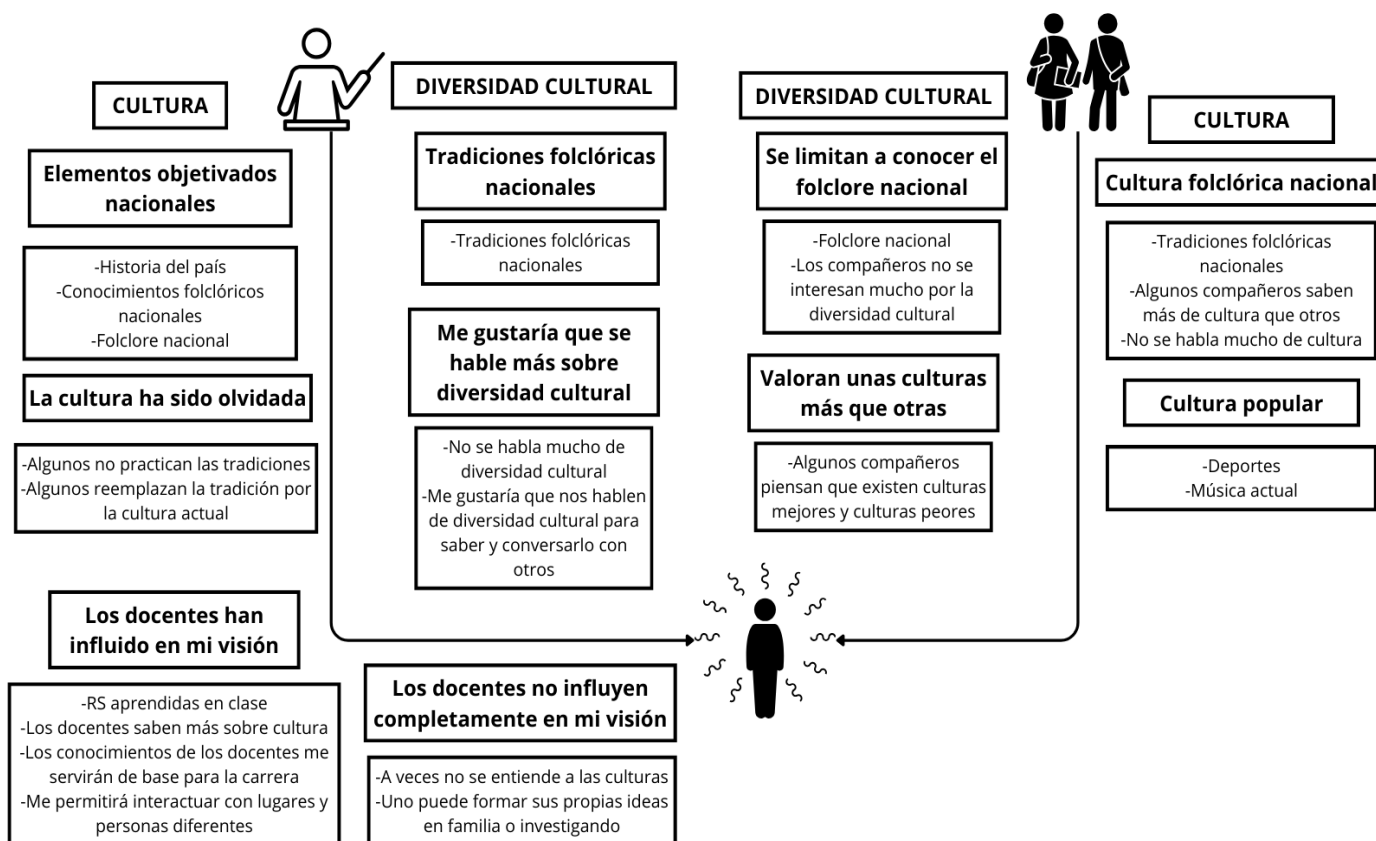 CULTURA
Elementos objetivados
nacionales
-Historia del país
-Conocimientos folclóricos
nacionales
-Folclore nacional
La cultura ha sido olvidada
-Algunos no practican las tradiciones
-Algunos reemplazan la tradición por
la cultura actual
DIVERSIDAD CULTURAL
Tradiciones folclóricas
nacionales
-Tradiciones folclóricas
nacionales
Me gustaría que se
hable más sobre
diversidad cultural
-No se habla mucho de
diversidad cultural
-Me gustaría que nos hablen
de diversidad cultural para
saber y conversarlo con
otros
DIVERSIDAD CULTURAL
Se limitan a conocer el
folclore nacional
-Folclore nacional
-Los compañeros no se
interesan mucho por la
diversidad cultural
Valoran unas culturas
más que otras
-Algunos compañeros
piensan que existen culturas
mejores y culturas peores
CULTURA
Cultura folclórica nacional
-Tradiciones folclóricas
nacionales
-Algunos compañeros saben
más de cultura que otros
-No se habla mucho de cultura
Cultura popular
-Deportes
-Música actual
Los docentes han
influido en mi visión
-RS aprendidas en clase
-Los docentes saben más sobre cultura
-Los conocimientos de los docentes me
servirán de base para la carrera
-Me permitirá interactuar con lugares y
personas diferentes
Los docentes no influyen
completamente en mi visión
-A veces no se entiende a las culturas
-Uno puede formar sus propias ideas
en familia o investigando